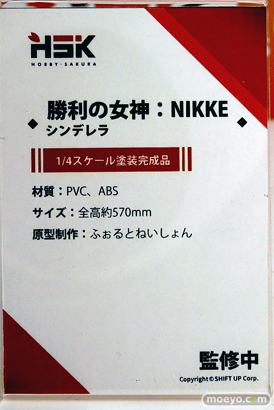 HSK
HOBBY-SAKURA
勝利の女神：NIKKE
シンデレラ
1/4スケール塗装完成品
材質：PVC、ABS
サイズ：全高約570mm
原型制作：ふぉるとねいしょん
監修中
Copyright©SHIFT UP Corp.
moeyo.com